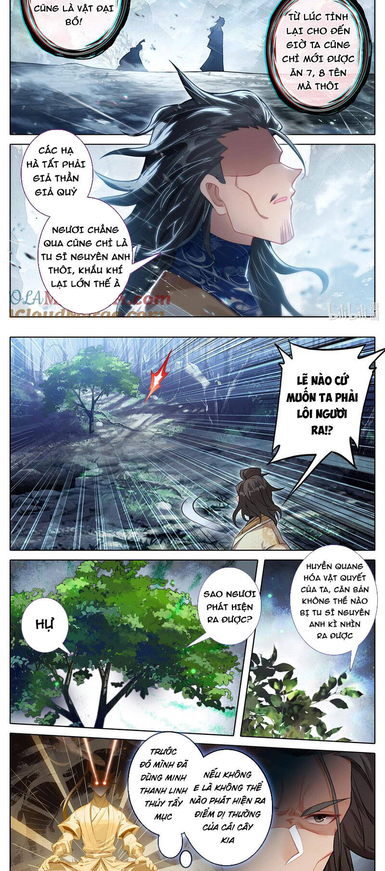 CŨNG LÀ VẬT ĐẠI
BỔ!
TỪ LÚC TỈNH
LẠI CHO ĐẾN
GIỜ TA CŨNG
CHỈ MỚI ĐƯỢC
ĂN 7, 8 TÊN
MÀ THÔI
CÁC HẠ
HÀ TẤT PHẢI
GIẢ THẦN
GIẢ QUỶ
NGƯƠI CHẲNG
QUA CŨNG CHỈ LÀ
TU SĨ NGUYÊN ANH
THÔI, KHẨU KHÍ
LẠI LỚN THẾ À
bilibili
LẼ NÀO CỨ
MUỐN TA PHẢI
LÔI NGƯƠI
RA!?
HỰ
SAO NGƯƠI
PHÁT HIỆN
RA ĐƯỢC?
HUYỄN QUANG
HÓA VẬT QUYẾT
CỦA TA, CĂN BẢN
KHÔNG THỂ NÀO
BỊ TU SĨ NGUYÊN
ANH KÌ NHÌN
RA ĐƯỢC
TRƯỚC
ĐÓ MÌNH ĐÃ
DÙNG MINH
THANH LINH
THỦY TẨY
MỤC
NẾU KHÔNG
E LÀ KHÔNG THỂ
NÀO PHÁT HIỆN RA
ĐIỂM DỊ THƯỜNG
CỦA CÁI CÂY
KIA